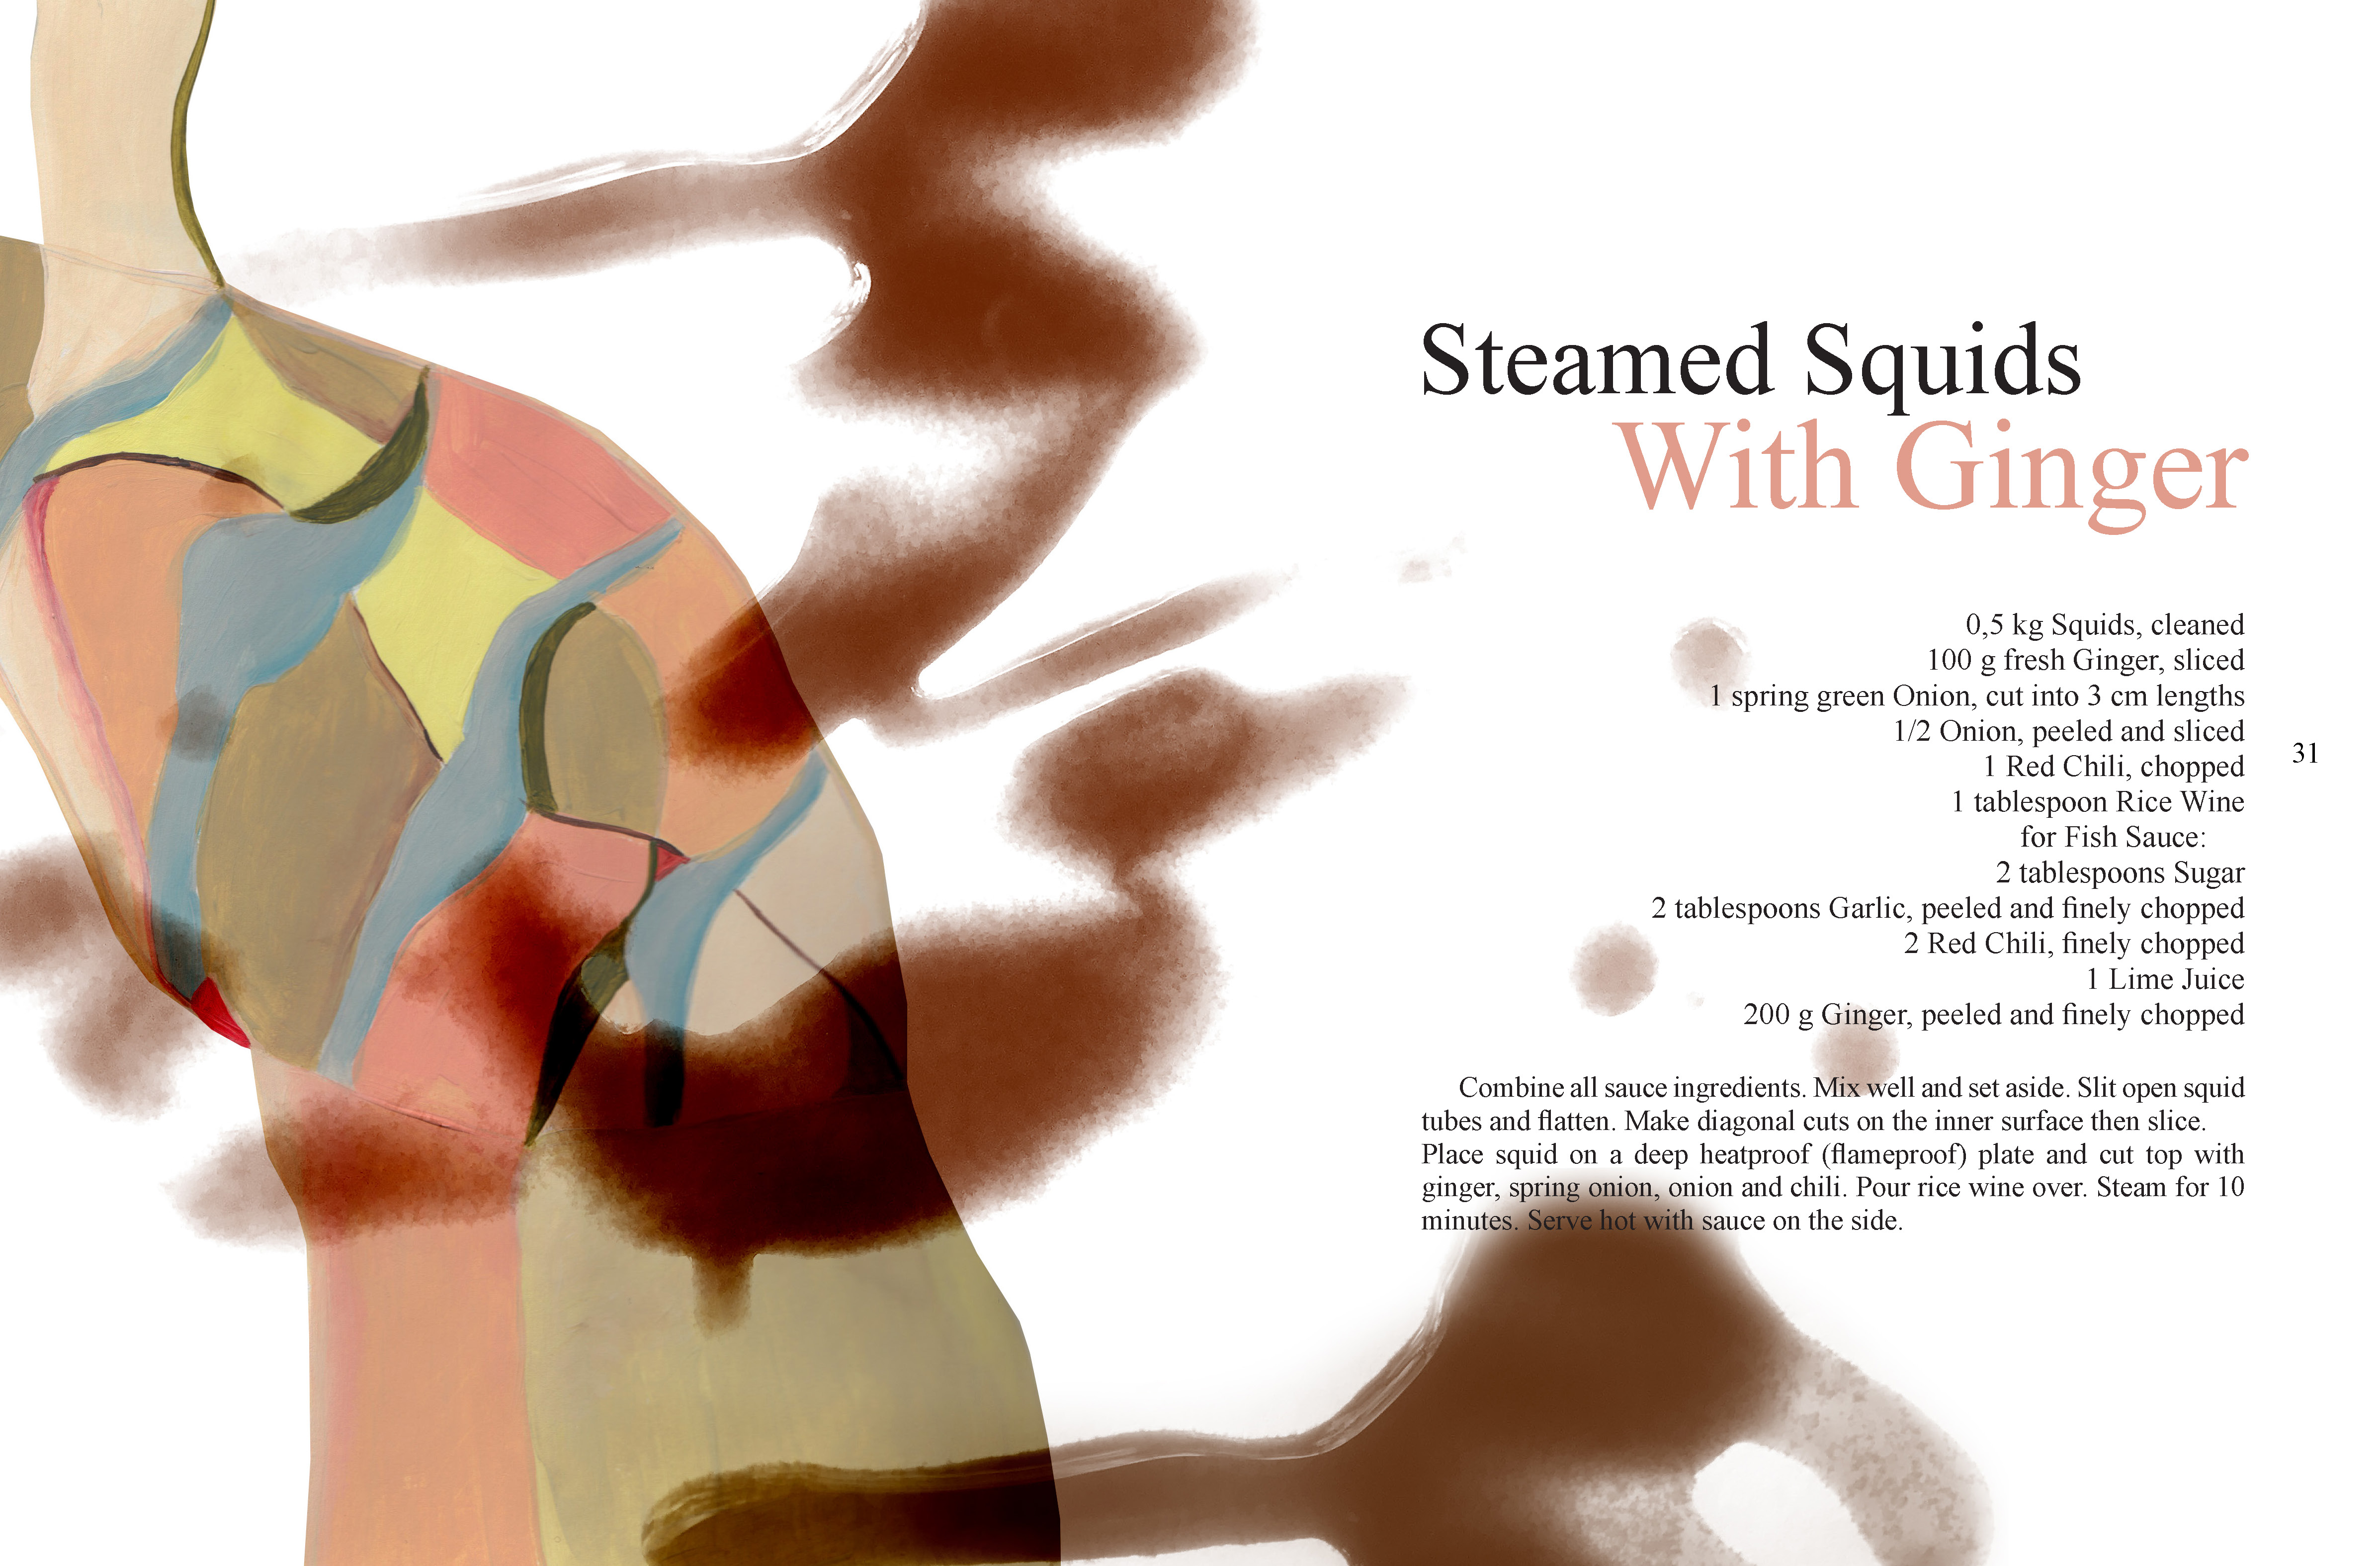 Steamed Squids
With Ginger
0,5 kg Squids, cleaned
100 g fresh Ginger, sliced
1 spring green Onion, cut into 3 cm lengths
1/2 Onion, peeled and sliced
1 Red Chili, chopped
1 tablespoon Rice Wine
for Fish Sauce:
2 tablespoons Sugar
2 tablespoons Garlic, peeled and finely chopped
2 Red Chili, finely chopped
1 Lime Juice
200 g Ginger, peeled and finely chopped
Combine all sauce ingredients. Mix well and set aside. Slit open squid
tubes and flatten. Make diagonal cuts on the inner surface then slice.
Place squid on a deep heatproof (flameproof) plate and cut top with
ginger, spring onion, onion and chili. Pour rice wine over. Steam for 10
minutes. Serve hot with sauce on the side.
31